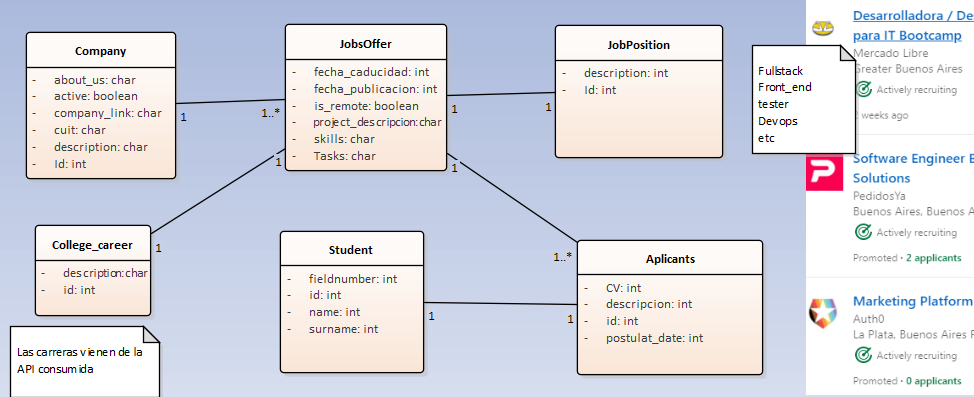 Company
- about_us: char
- active: boolean
- company_link: char
- cuit: char
- description: char
- Id: int
JobsOffer
- fecha_caducidad: int
- fecha_publicacion: int
- is_remote: boolean
- project_descripcion:char
- skills: char
- Tasks: char
JobPosition
- description: int
- Id: int
1
1..*
1
1
1
1
Fullstack
Front_end
tester
Devops
etc
College_career
- description:char
- id: int
1
Student
- fieldnumber: int
- id: int
- name: int
- surname: int
1..*
Aplicants
- CV: int
- descripcion: int
- id: int
- postulat_date: int
1
1
Las carreras vienen de la
API consumida
Desarrolladora / De
para IT Bootcamp
Mercado Libre
Greater Buenos Aires
Actively recruiting
weeks ago
Software Engineer B
Solutions
PedidosYa
Buenos Aires, Buenos A
Actively recruiting
Promoted · 2 applicants
Marketing Platform
Auth0
La Plata, Buenos Aires P
Actively recruiting
Promoted · 0 applicants